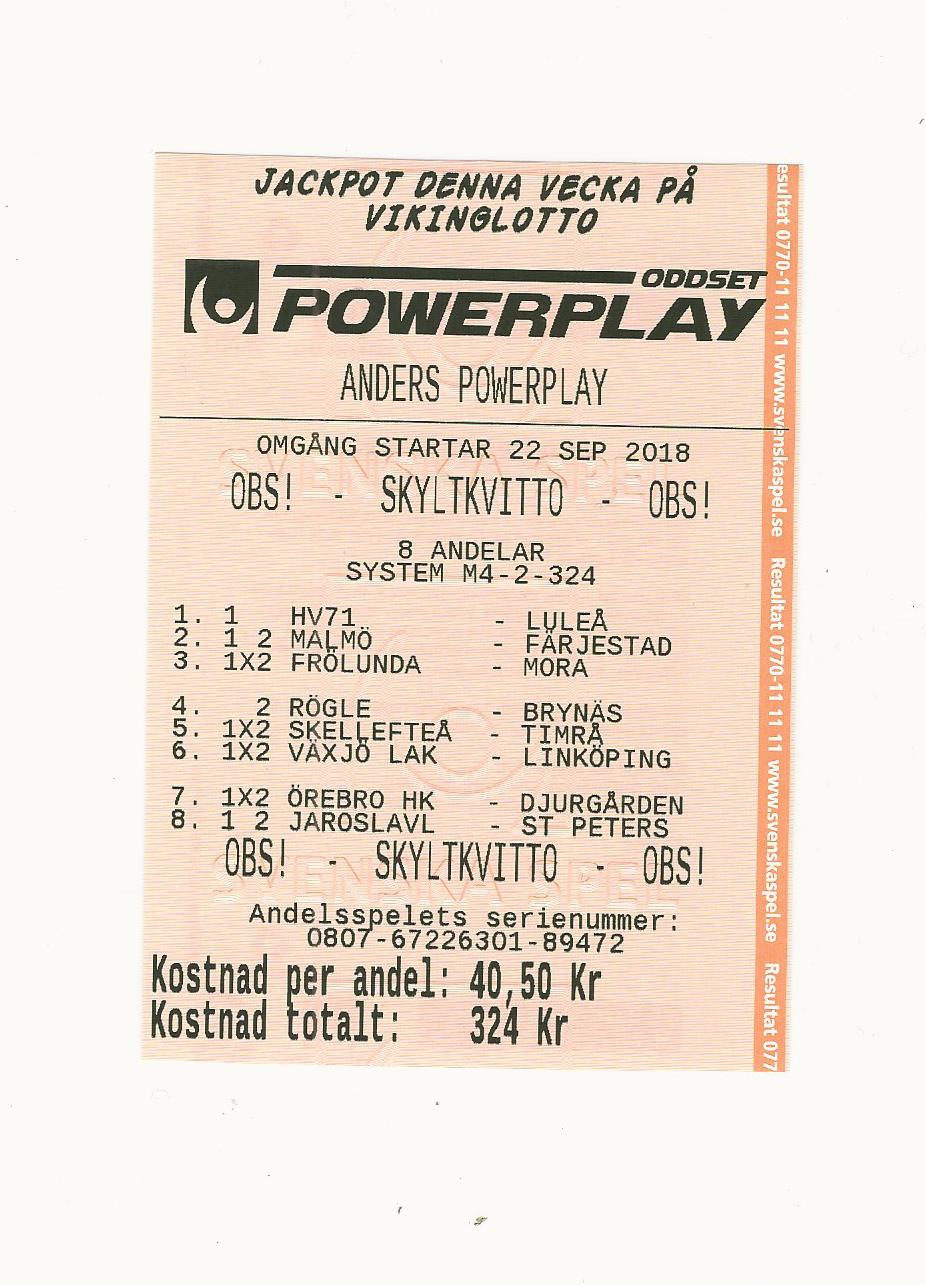 JACKPOT DENNA VECKA PÅ
VIKINGLOTTO
ODDSET
POWERPLAY
ANDERS POWERPLAY
OMGÅNG STARTAR 22 SEP 2018
OBS! - SKYLTKVITTO - OBS!
8 ANDELAR
SYSTEM M4-2-324
1. 1 HV71 - LULEÅ
2. 1 2 MALMÖ - FÄRJESTAD
3. 1X2 FRÖLUNDA - MORA
4. 2 RÖGLE - BRYNÄS
5. 1X2 SKELLEFTEÅ - TIMRÅ
6. 1X2 VÄXJÖ LAK - LINKÖPING
7. 1X2 ÖREBRO HK - DJURGÅRDEN
8. 1 2 JAROSLAVL - ST PETERS
OBS! - SKYLTKVITTO - OBS!
Andelsspelets serienummer:
0807-67226301-89472
Kostnad per andel: 40,50 Kr
Kostnad totalt: 324 Kr
esultat 0770-11 11 11 www.svenskaspel.se Resultat 0770-11 11 11 www.svenskaspel.se Resultat 077
SVENSKA SPEL
SVENSKA SPEL